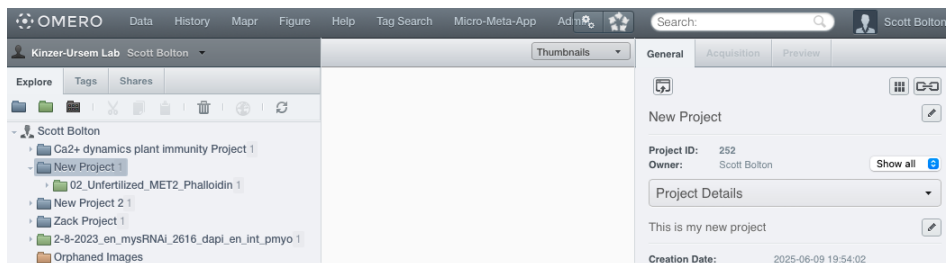 OMERO Data History Mapr Figure Help Tag Search Micro-Meta-App Search: Scott Bolton
Kinzer-Ursem Lab Scott Bolton
Thumbnails
General Acquisition Preview
Explore Tags Shares
Scott Bolton
Ca2+ dynamics plant immunity Project 1
New Project 1
02_Unfertilized_MET2_Phalloidin 1
New Project 2 1
Zack Project 1
2-8-2023_en_mysRNAi_2616_dapi_en_int_pmyo 1
Orphaned Images
New Project
Project ID: 252
Owner: Scott Bolton
Show all
Project Details
This is my new project
Creation Date: 2025-06-09 19:54:02